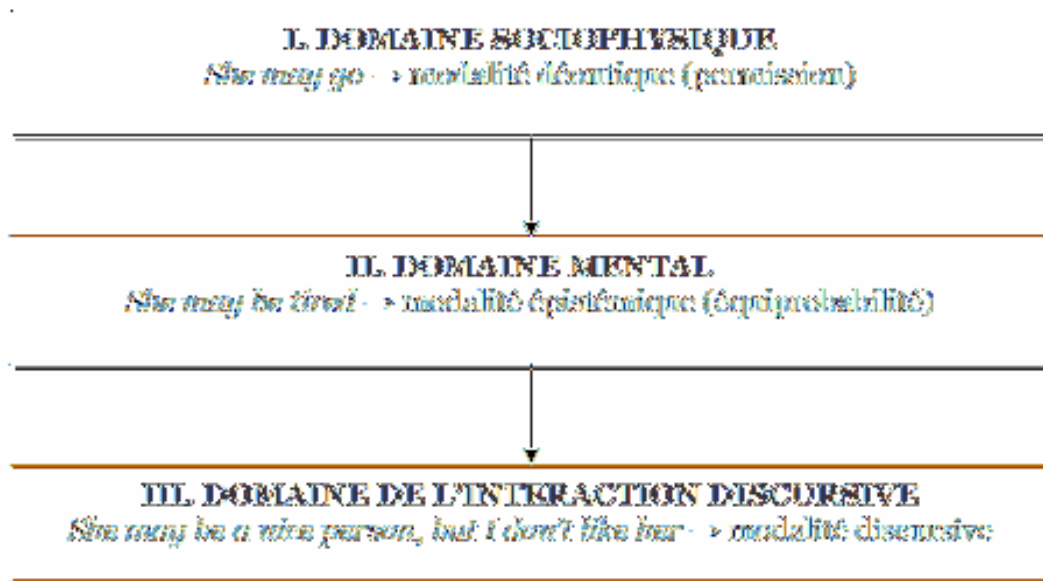 I. DOMAINE SOCIOPHYSIQUE
She may go → modalité déontique (permission)
II. DOMAINE MENTAL
She may be tired → modalité épistémique (équiprobabilité)
III. DOMAINE DE L'INTERACTION DISCURSIVE
She may be a nice person, but I don't like her → modalité discursive